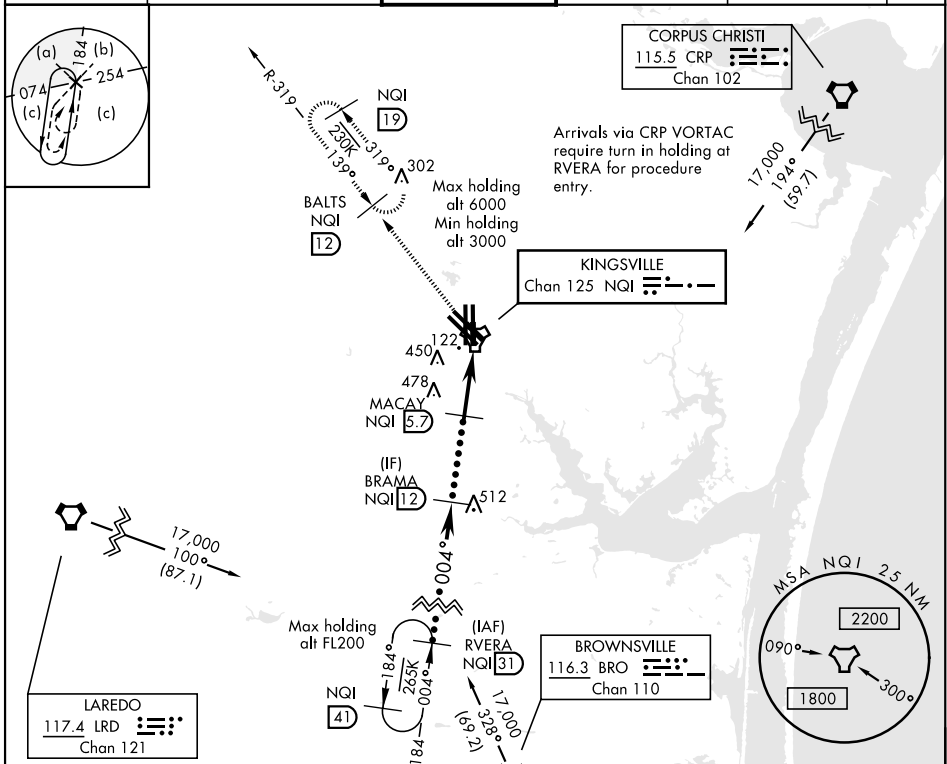 (a)
184
(b)
074
254
(c)
(c)
R-319
NQI
19
230K
319°
139°
302
BALTS
NQI
12
Max holding
alt 6000
Min holding
alt 3000
CORPUS CHRISTI
115.5 CRP
Chan 102
Arrivals via CRP VORTAC
require turn in holding at
RVERA for procedure
entry.
17,000
194°
(59.7)
KINGSVILLE
Chan 125 NQI
122
450
478
MACAY
NQI 5.7
(IF)
BRAMA
NQI 12
512
17,000
100°
(87.1)
004°
Max holding
alt FL200
(IAF)
RVERA
NQI 31
184°
265K
004°
NQI
41
184
LAREDO
117.4 LRD
Chan 121
BROWNSVILLE
116.3 BRO
Chan 110
17,000
328°
(69.2)
MSA NQI 25 NM
2200
090°
1800
300°